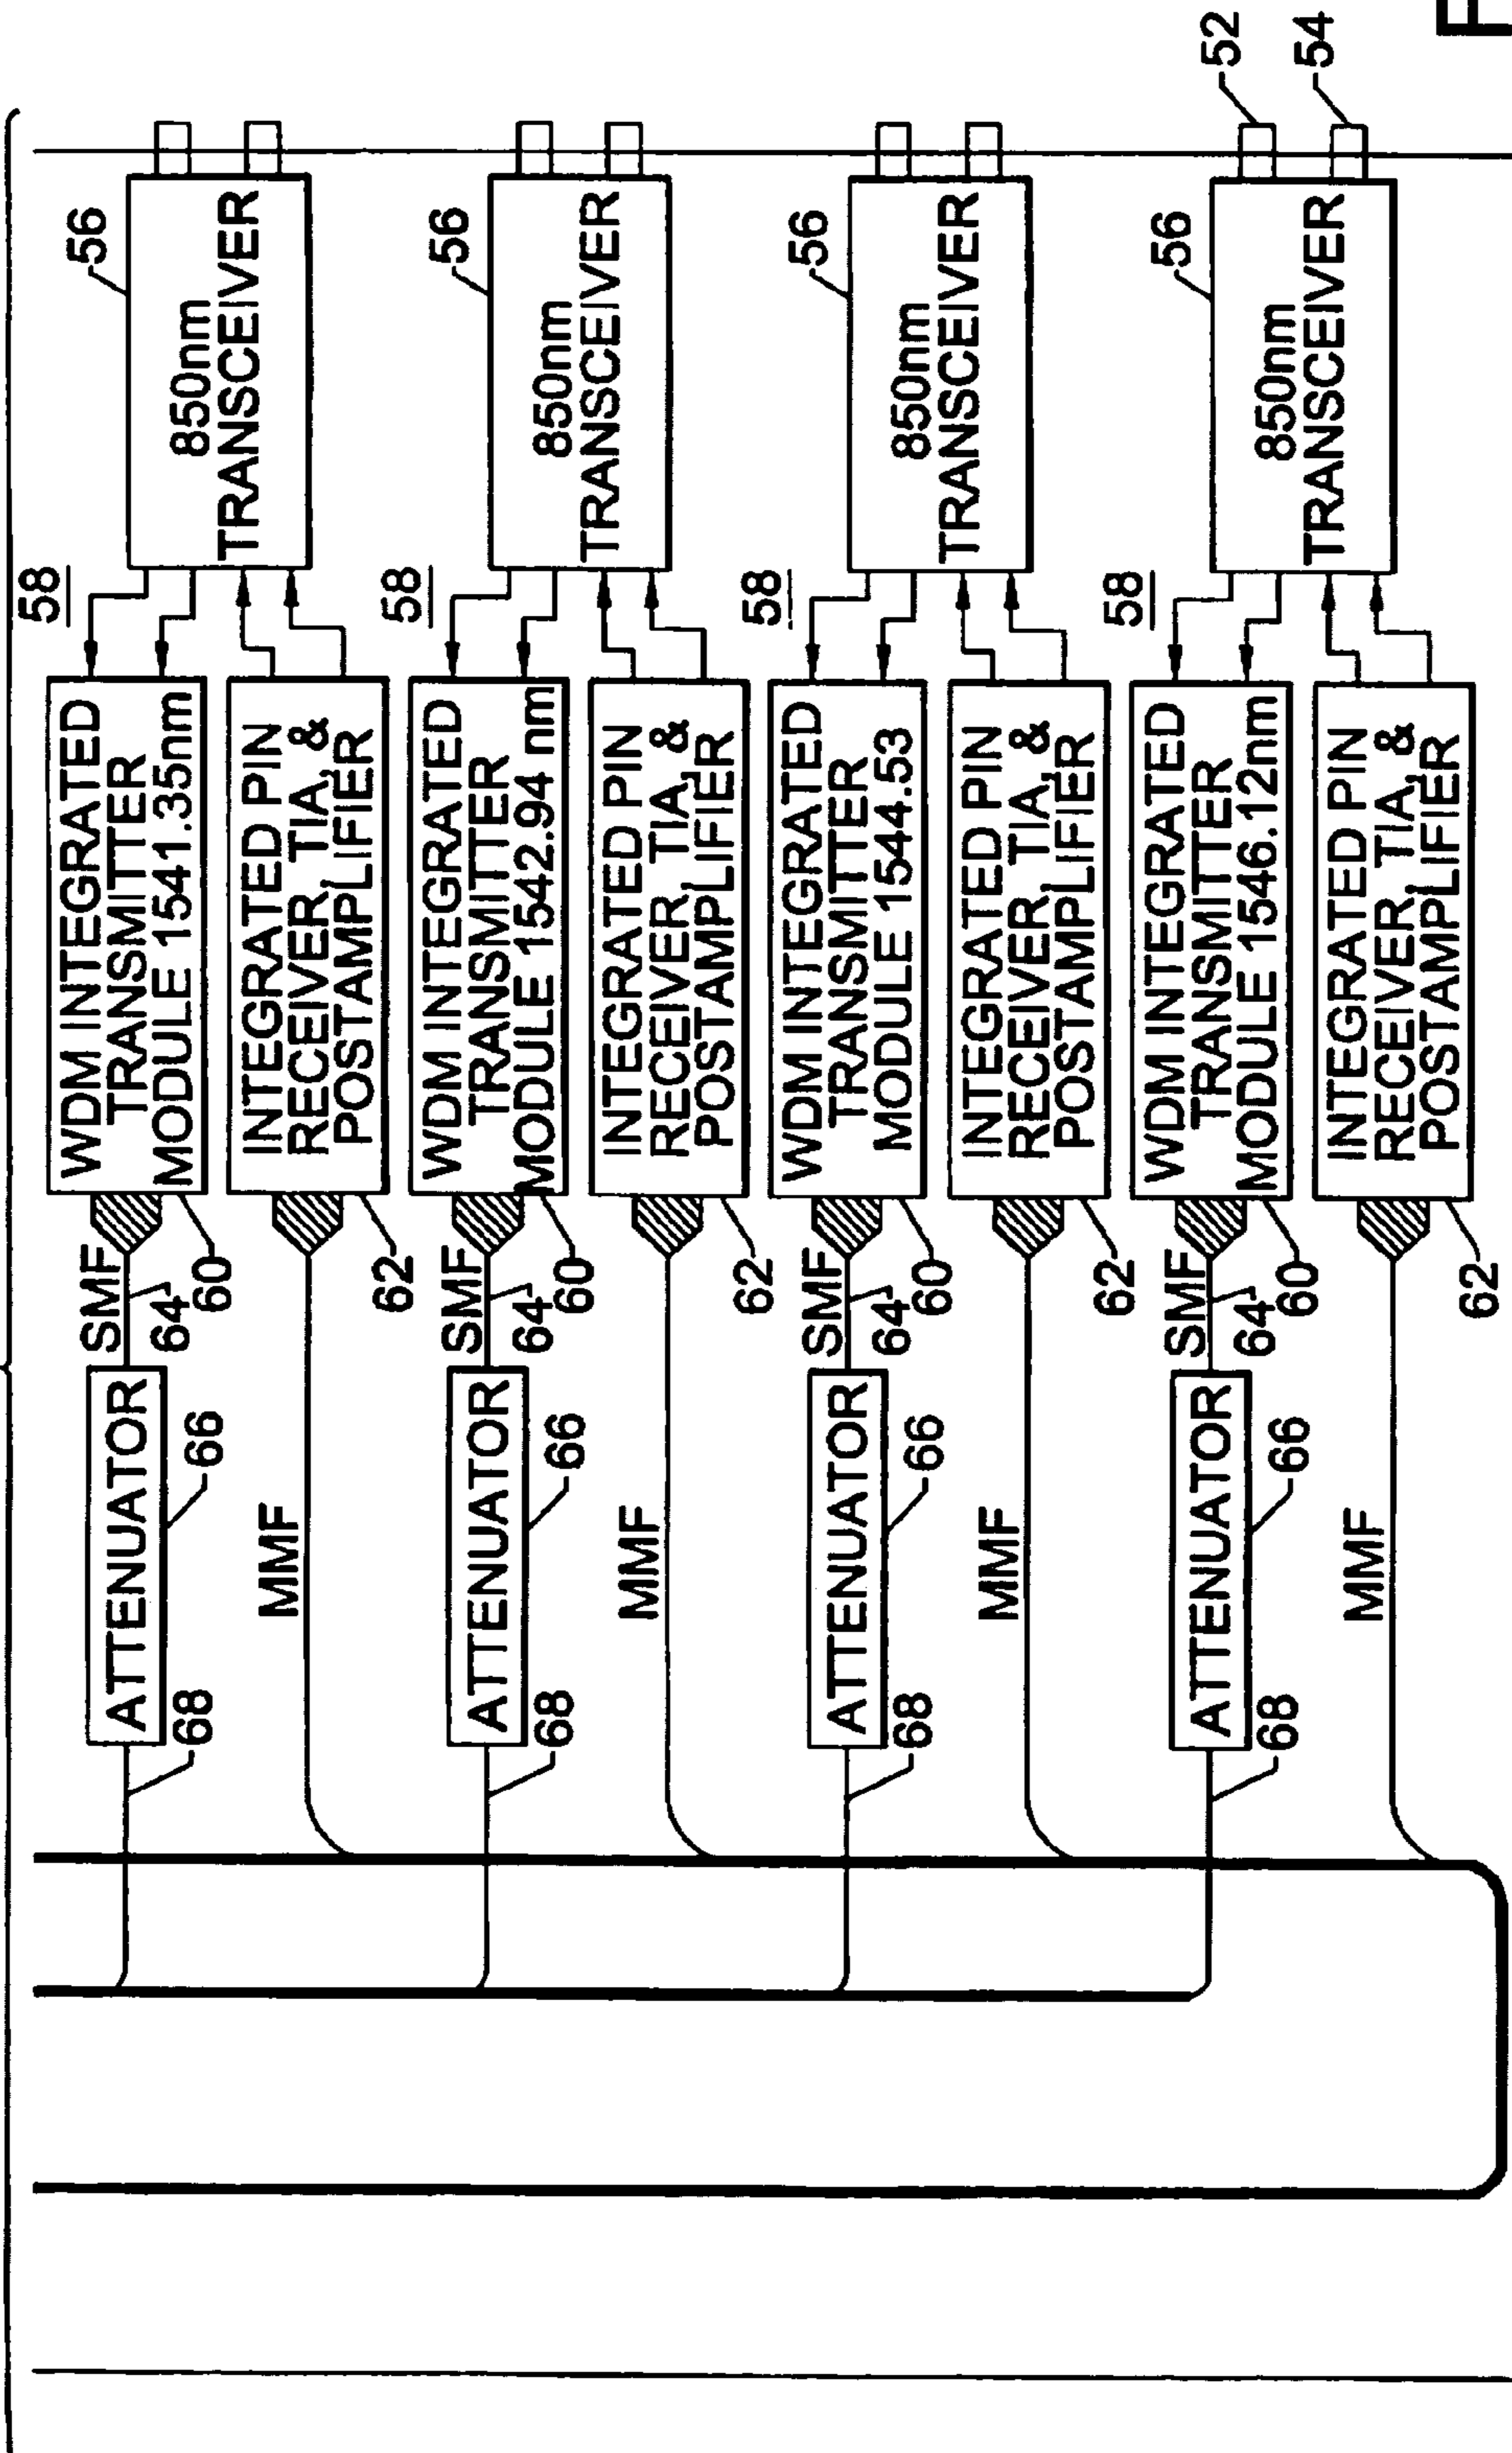 68
ATTENUATOR
66
SMF
64
60
WDM INTEGRATED
TRANSMITTER
MODULE 1541.35nm
58
850nm
TRANSCEIVER
56
MMF
62
INTEGRATED PIN
RECEIVER, TIA, &
POSTAMPLIFIER
68
ATTENUATOR
66
SMF
64
60
WDM INTEGRATED
TRANSMITTER
MODULE 1542.94 nm
58
850nm
TRANSCEIVER
56
MMF
62
INTEGRATED PIN
RECEIVER, TIA, &
POSTAMPLIFIER
68
ATTENUATOR
66
SMF
64
60
WDM INTEGRATED
TRANSMITTER
MODULE 1544.53
58
850nm
TRANSCEIVER
56
MMF
62
INTEGRATED PIN
RECEIVER, TIA, &
POSTAMPLIFIER
68
ATTENUATOR
66
SMF
64
60
WDM INTEGRATED
TRANSMITTER
MODULE 1546.12nm
58
850nm
TRANSCEIVER
56
52
54
MMF
62
INTEGRATED PIN
RECEIVER, TIA, &
POSTAMPLIFIER